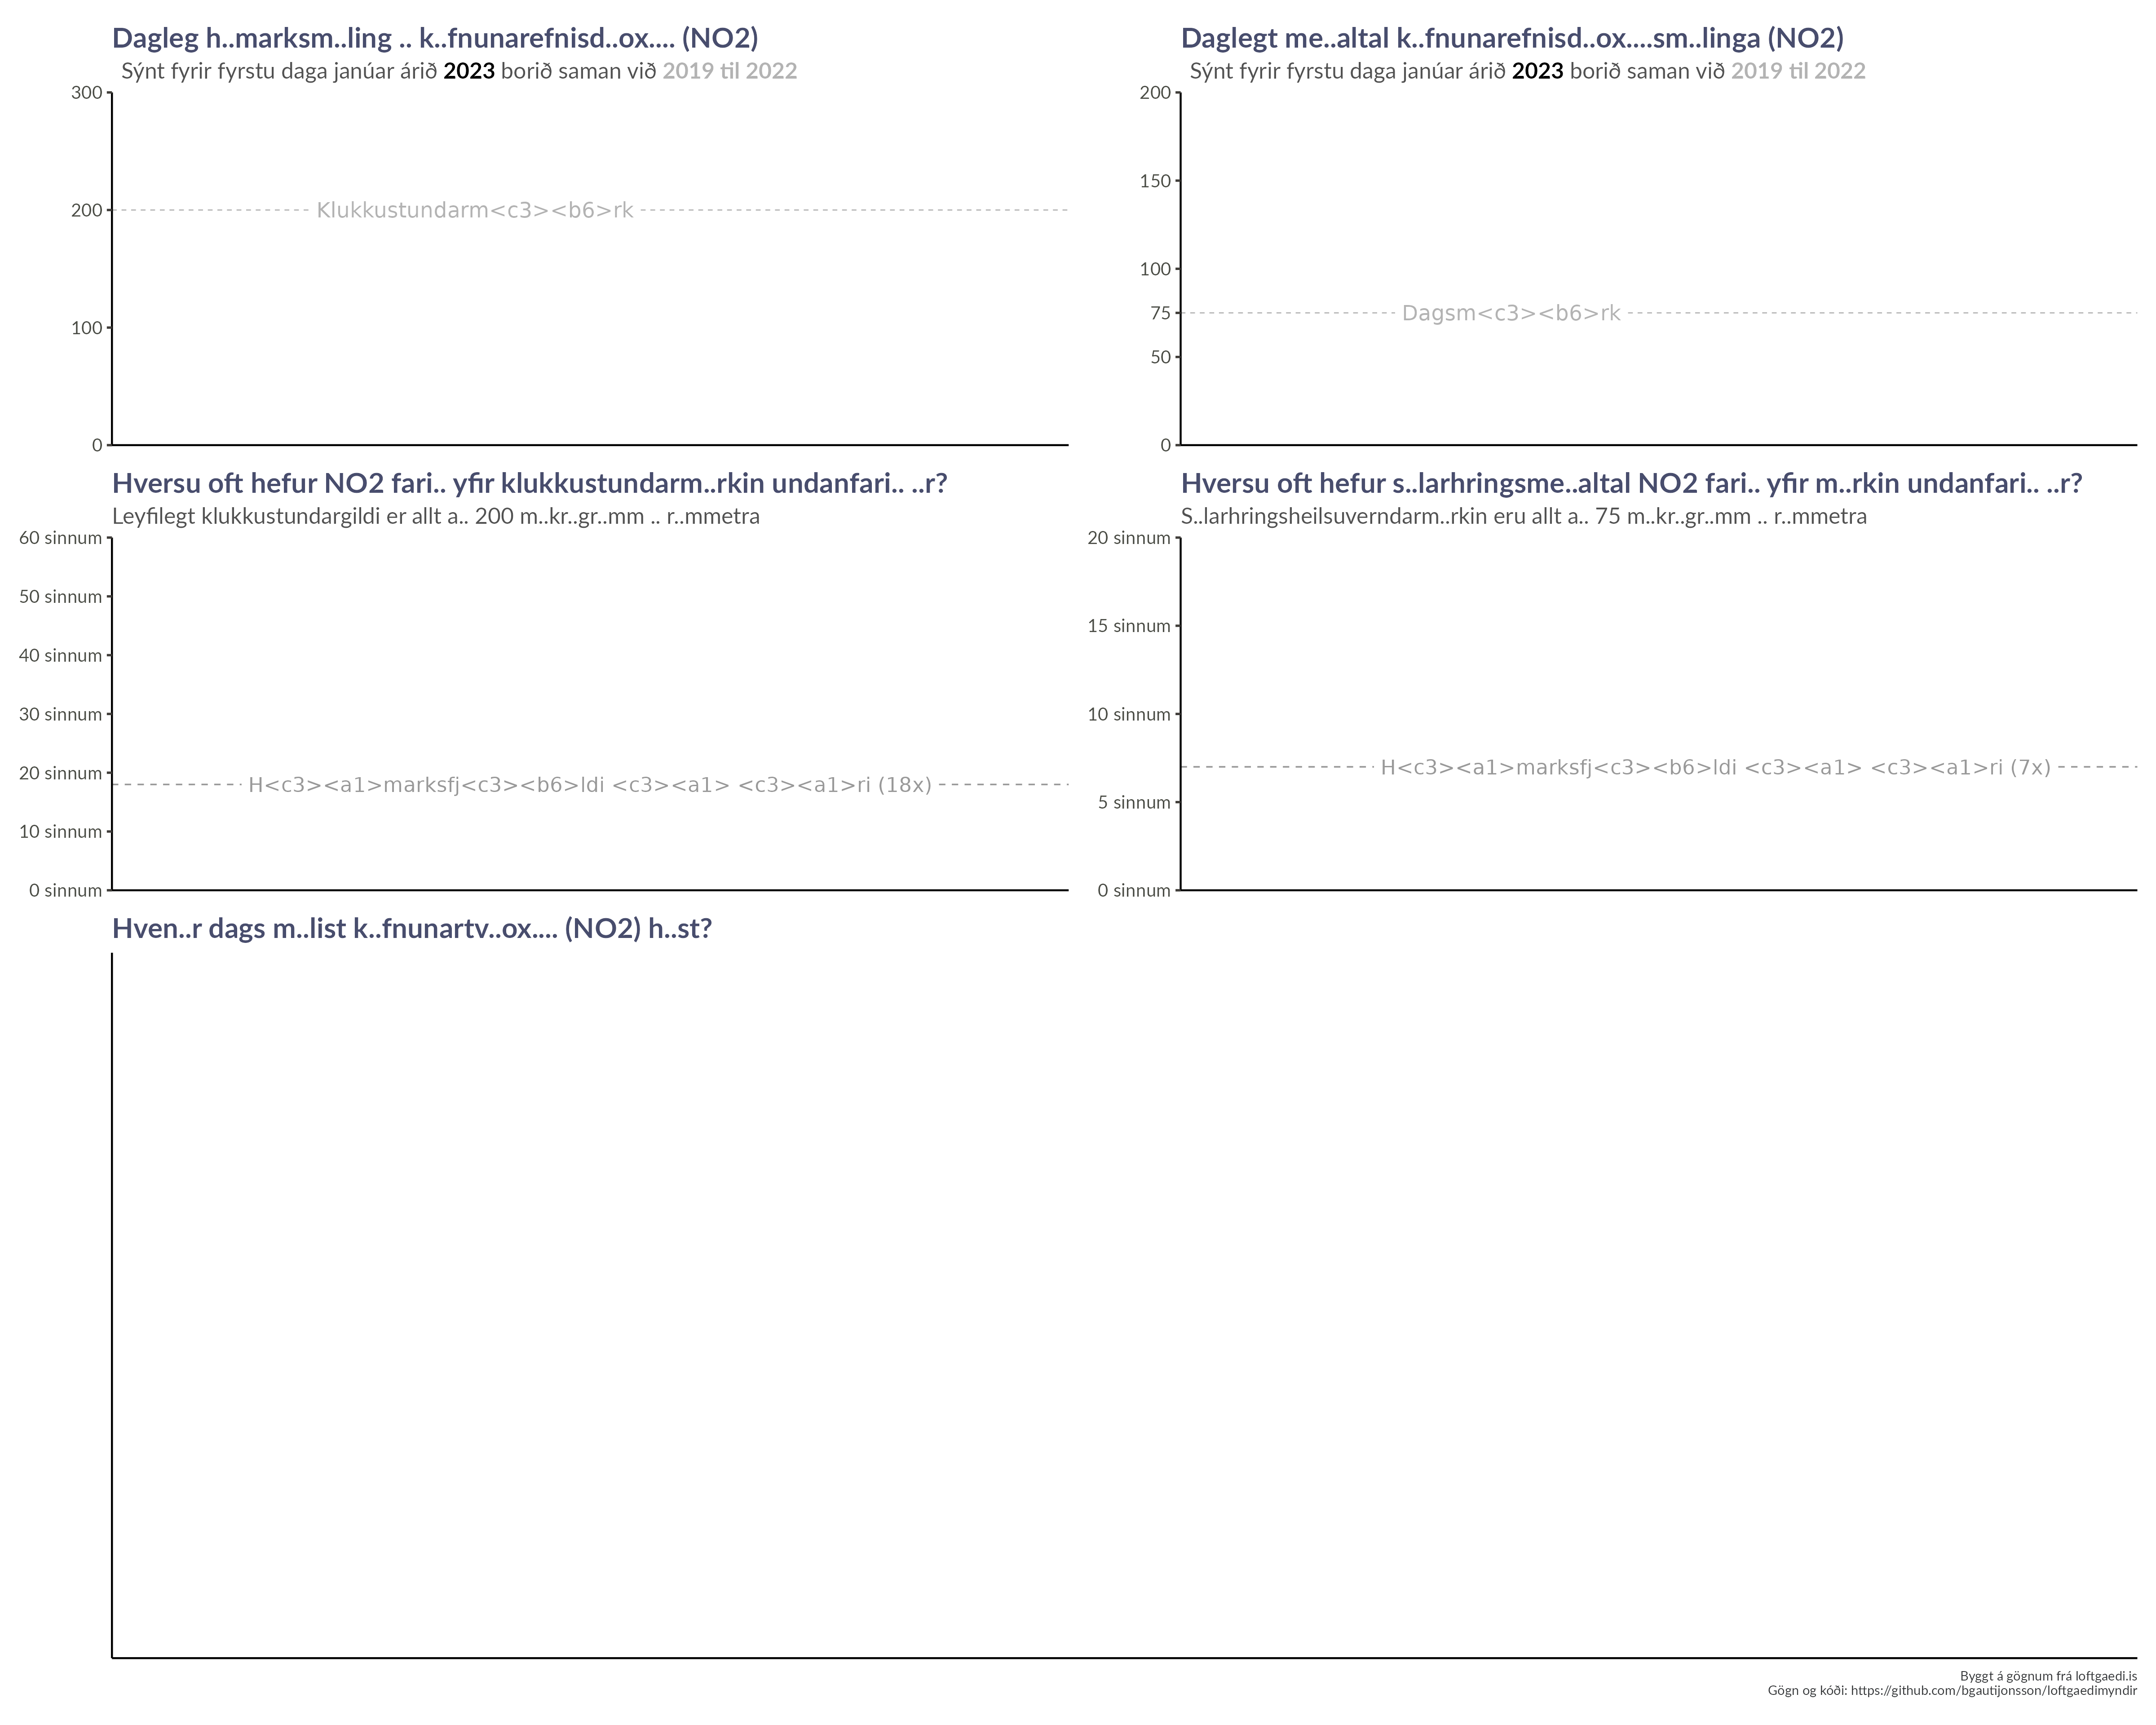 Dagleg h..marksm..ling .. k..fnunarefnisd..ox.... (NO2)
Sýnt fyrir fyrstu daga janúar árið 2023 borið saman við 2019 til 2022
300
200
Klukkustundarm<c3><b6>rk
100
0
Daglegt me..altal k..fnunarefnisd..ox....sm..linga (NO2)
Sýnt fyrir fyrstu daga janúar árið 2023 borið saman við 2019 til 2022
200
150
100
75
Dagsm<c3><b6>rk
50
0
Hversu oft hefur NO2 fari.. yfir klukkustundarm..rkin undanfari.. ..r?
Leyfilegt klukkustundargildi er allt a.. 200 m..kr..gr..mm .. r..mmetra
60 sinnum
50 sinnum
40 sinnum
30 sinnum
20 sinnum
H<c3><a1>marksfj<c3><b6>ldi <c3><a1> <c3><a1>ri (18x)
10 sinnum
0 sinnum
Hversu oft hefur s..larhringsme..altal NO2 fari.. yfir m..rkin undanfari.. ..r?
S..larhringsheilsuverndarm..rkin eru allt a.. 75 m..kr..gr..mm .. r..mmetra
20 sinnum
15 sinnum
10 sinnum
H<c3><a1>marksfj<c3><b6>ldi <c3><a1> <c3><a1>ri (7x)
5 sinnum
0 sinnum
Hven..r dags m..list k..fnunartv..ox.... (NO2) h..st?
Byggt á gögnum frá loftgaedi.is
Gögn og kóði: https://github.com/bgautijonsson/loftgaedimyndir